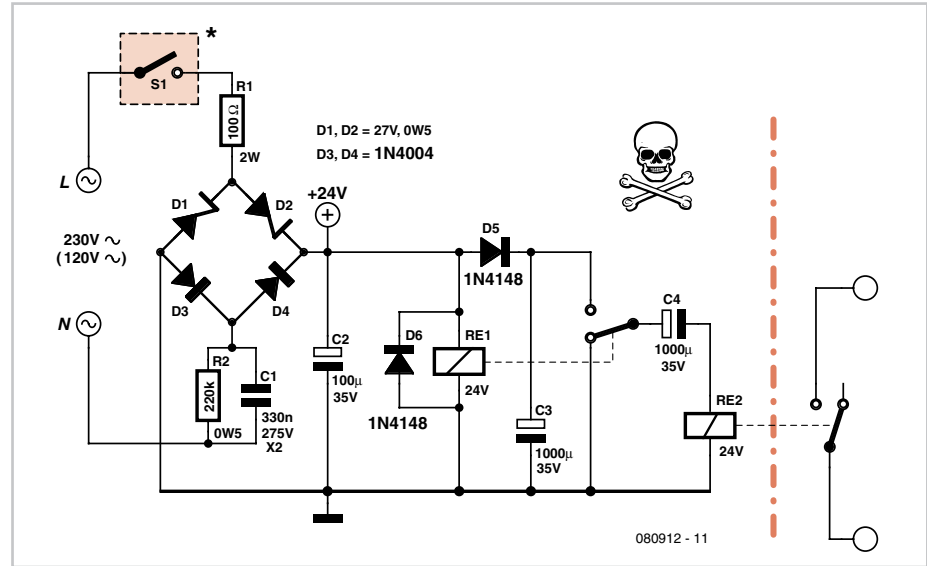 *
S1
R1
100Ω
2W
D1, D2 = 27V, 0W5
D3, D4 = 1N4004
L
D1
D2
+24V
230V ~
(120V ~)
D3
D4
N
R2
220k
0W5
C1
330n
275V
X2
C2
100µ
35V
D6
1N4148
RE1
24V
D5
1N4148
C3
1000µ
35V
C4
1000µ
35V
RE2
24V
080912 - 11